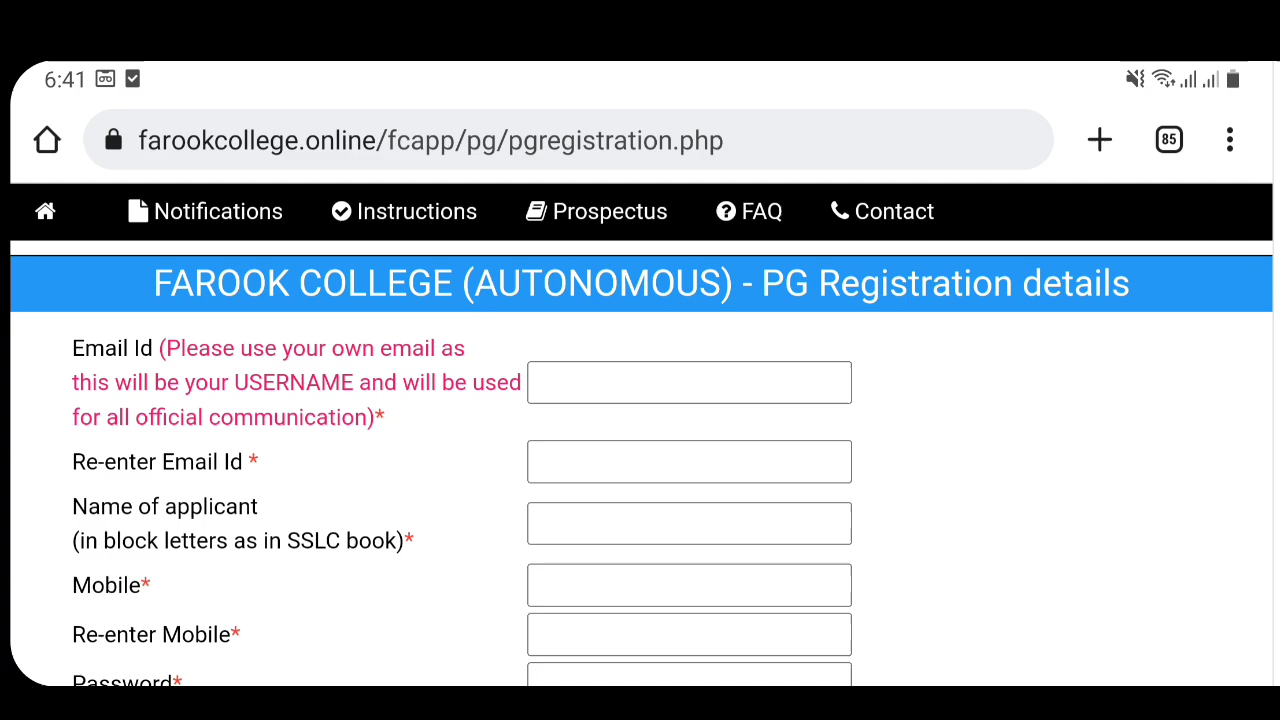 6:41
farookcollege.online/fcapp/pg/pgregistration.php
85
Notifications Instructions Prospectus FAQ Contact
FAROOK COLLEGE (AUTONOMOUS) - PG Registration details
Email Id (Please use your own email as
this will be your USERNAME and will be used
for all official communication)*
Re-enter Email Id *
Name of applicant
(in block letters as in SSLC book)*
Mobile*
Re-enter Mobile*
Password*